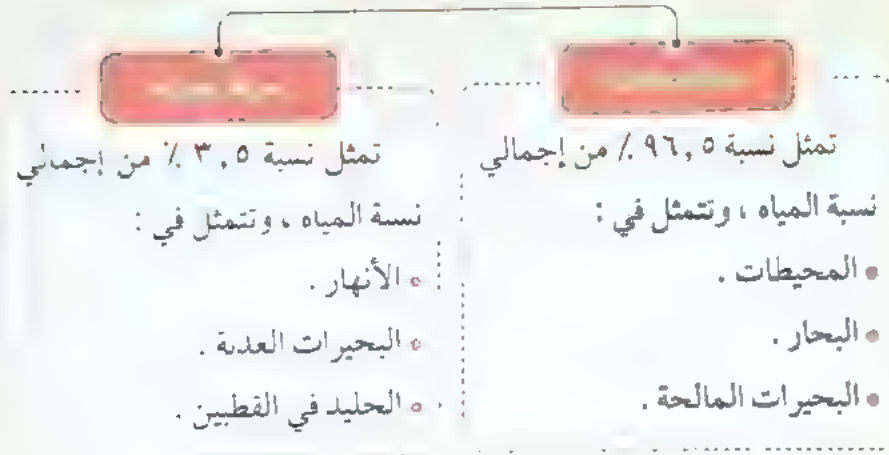 تمثل نسبة ٩٦,٥ ٪ من إجمالي
نسبة المياه ، وتتمثل في :
• المحيطات .
• البحار .
• البحيرات المالحة .
تمثل نسبة ٣,٥ ٪ من إجمالي
نسبة المياه ، وتتمثل في :
• الأنهار .
• البحيرات العذبة .
• الجليد في القطبين .